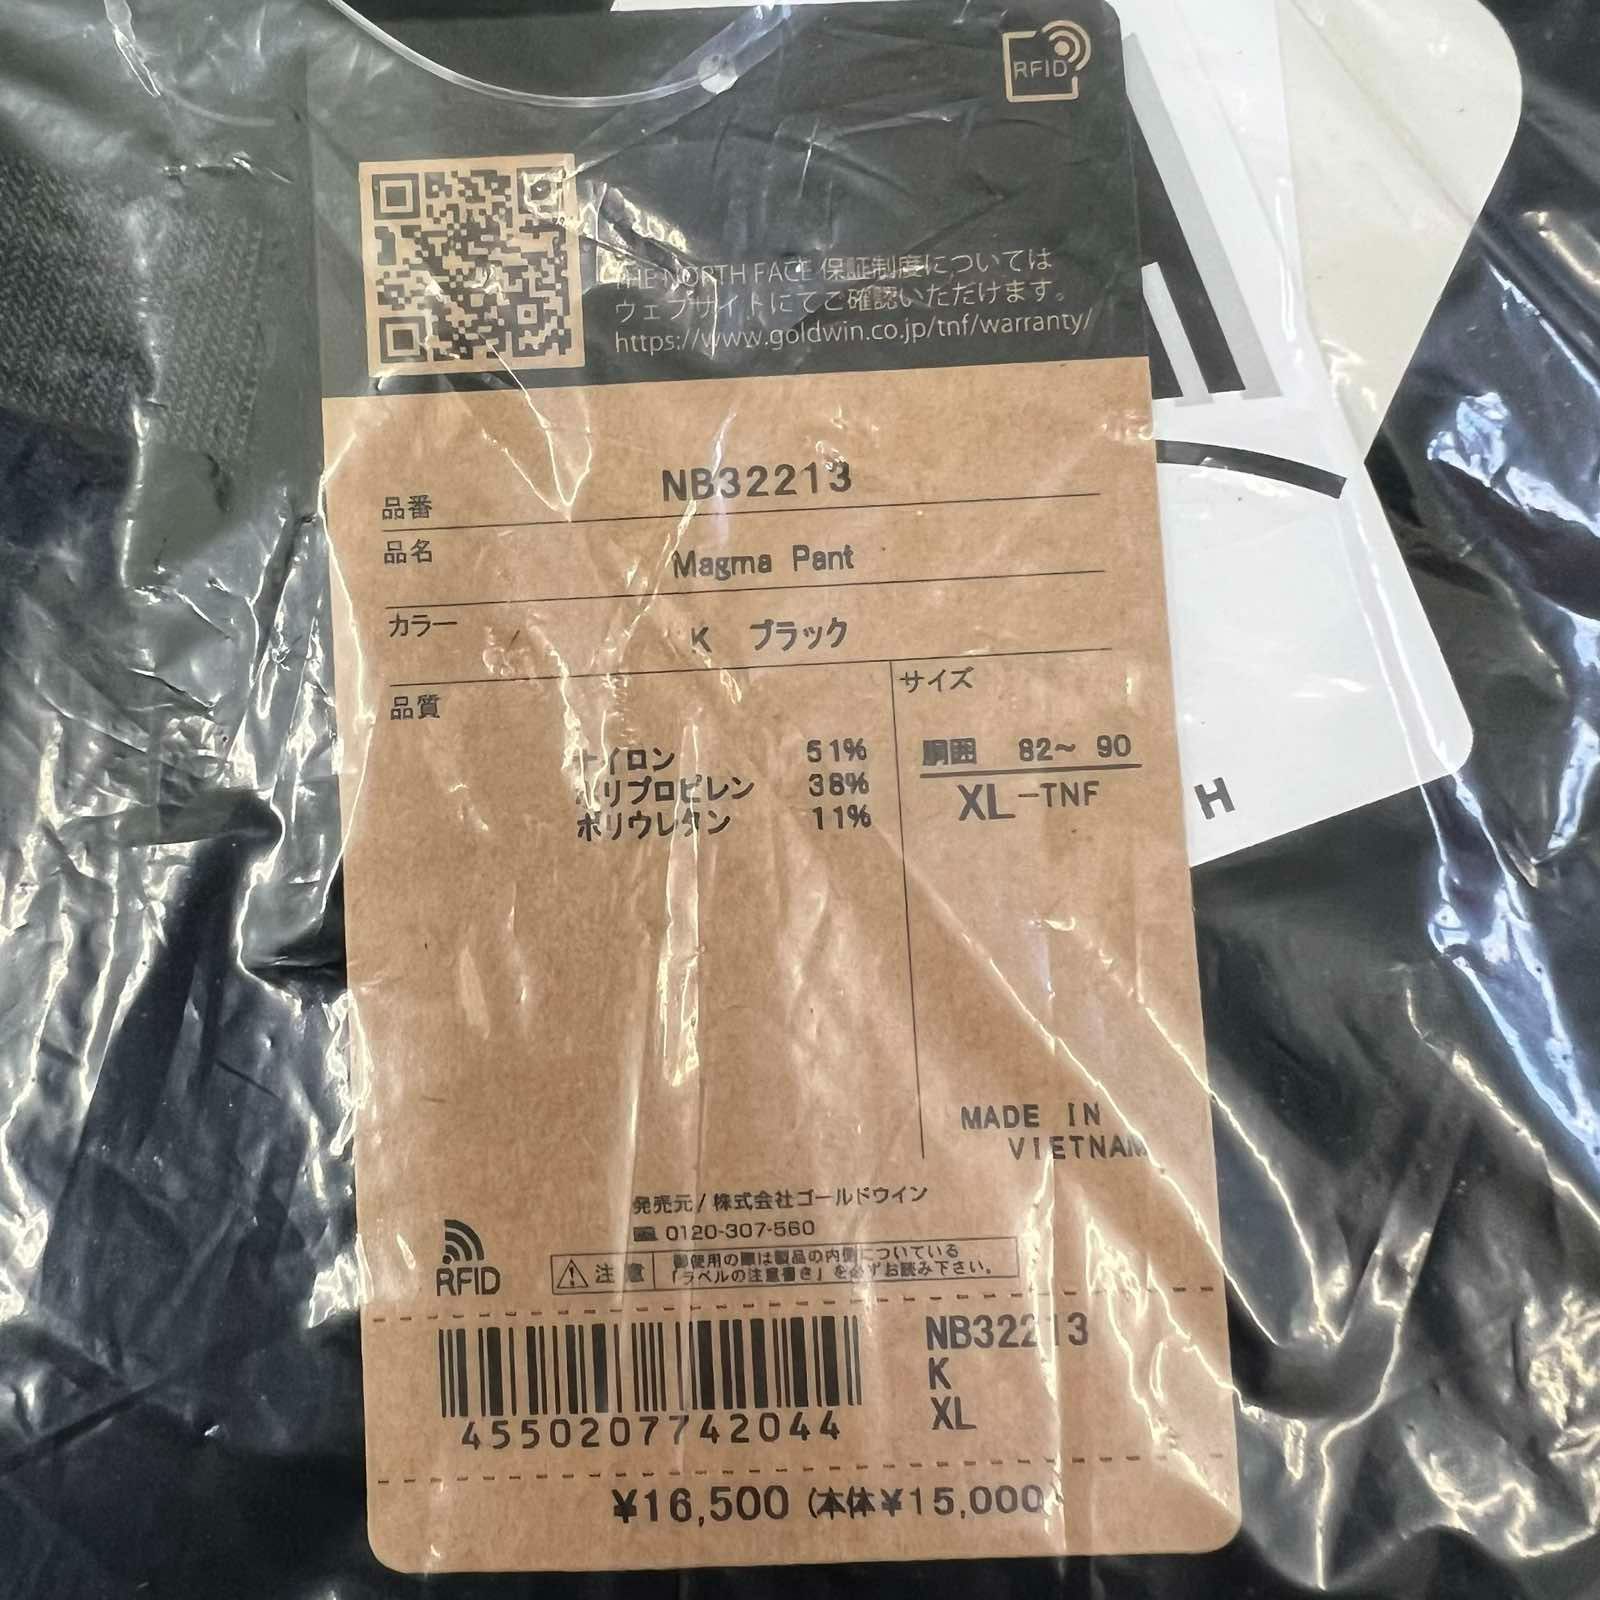 RFID
THE NORTH FACE 保証制度については
ウェブサイトにてご確認いただけます。
https://www.goldwin.co.jp/tnf/warranty/
品番 NB32213
品名 Magma Pant
カラー K ブラック
品質
ナイロン 51%
ポリプロピレン 38%
ポリウレタン 11%
サイズ
胴囲 82~ 90
XL-TNF
H
MADE IN
VIETNAM
発売元/株式会社ゴールドウイン
0120-307-560
RFID
注意
御使用の際は製品の内側についている
「ラベルの注意書き」を必ずお読み下さい。
NB32213
K
XL
4550207742044
¥16,500 (本体¥15,000)